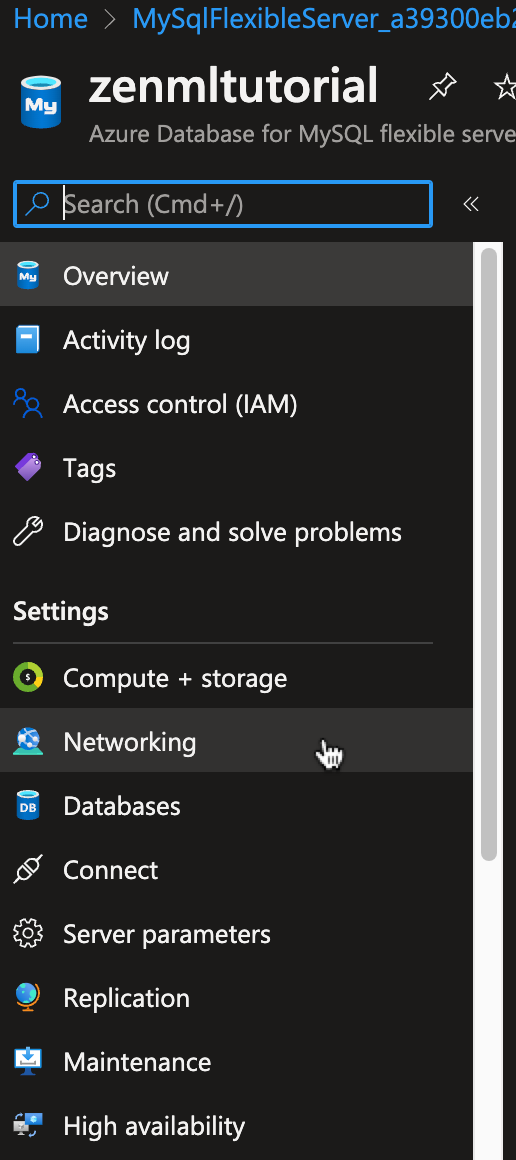 Home > MySqlFlexibleServer_a39300eb2
My
zenmltutorial
Azure Database for MySQL flexible serve
Search (Cmd+/)
My Overview
Activity log
Access control (IAM)
Tags
Diagnose and solve problems
Settings
$ Compute + storage
Networking
DB Databases
Connect
Server parameters
Replication
Maintenance
High availability